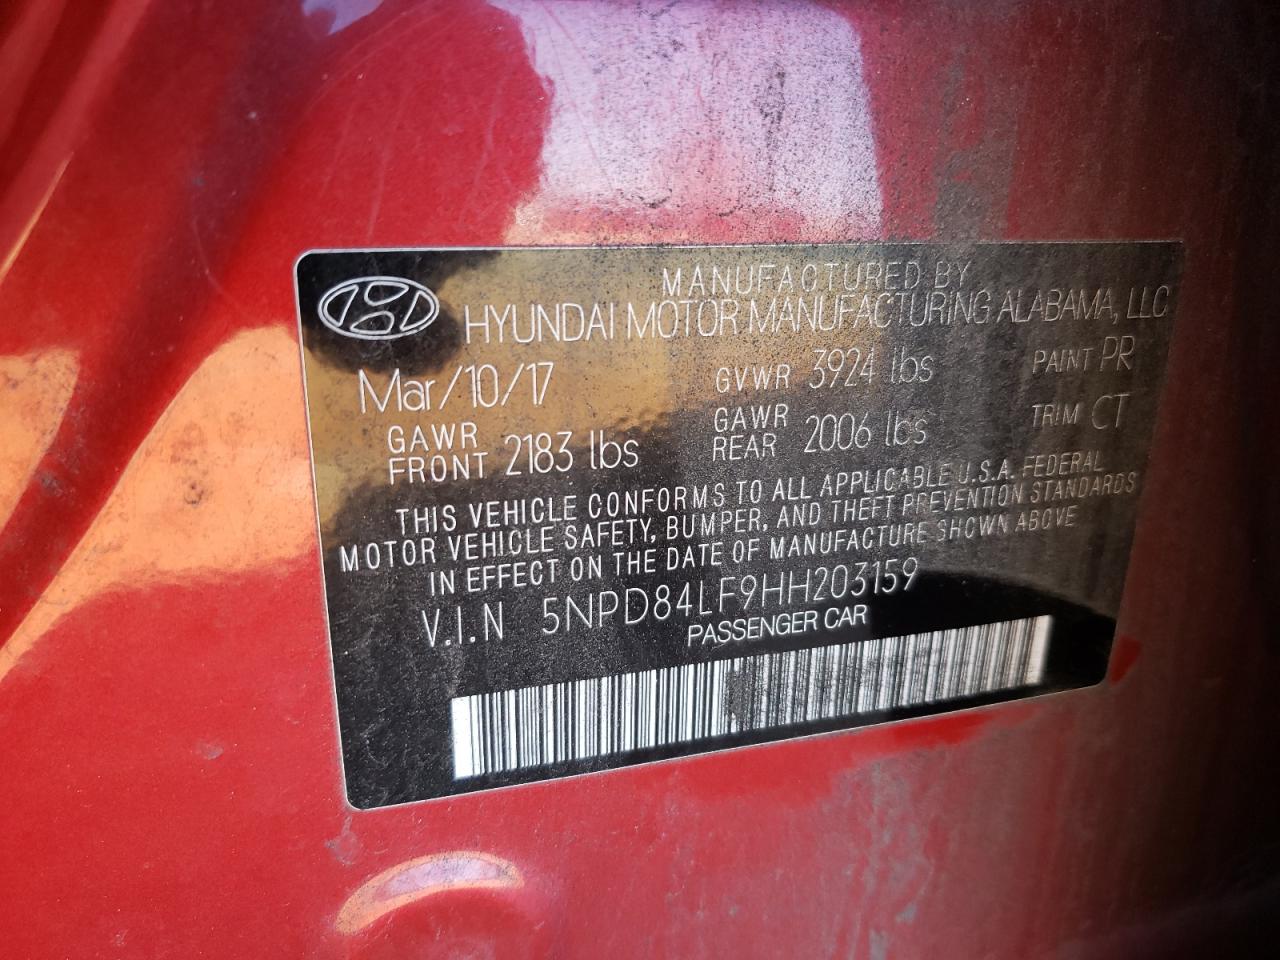 MANUFACTURED BY
HYUNDAI MOTOR MANUFACTURING ALABAMA, LLC
Mar/10/17 GVWR 3924 lbs PAINT PR
GAWR FRONT 2183 lbs GAWR REAR 2006 lbs TRIM CT
THIS VEHICLE CONFORMS TO ALL APPLICABLE U.S.A. FEDERAL
MOTOR VEHICLE SAFETY, BUMPER, AND THEFT PREVENTION STANDARDS
IN EFFECT ON THE DATE OF MANUFACTURE SHOWN ABOVE
V.I.N 5NPD84LF9HH203159
PASSENGER CAR